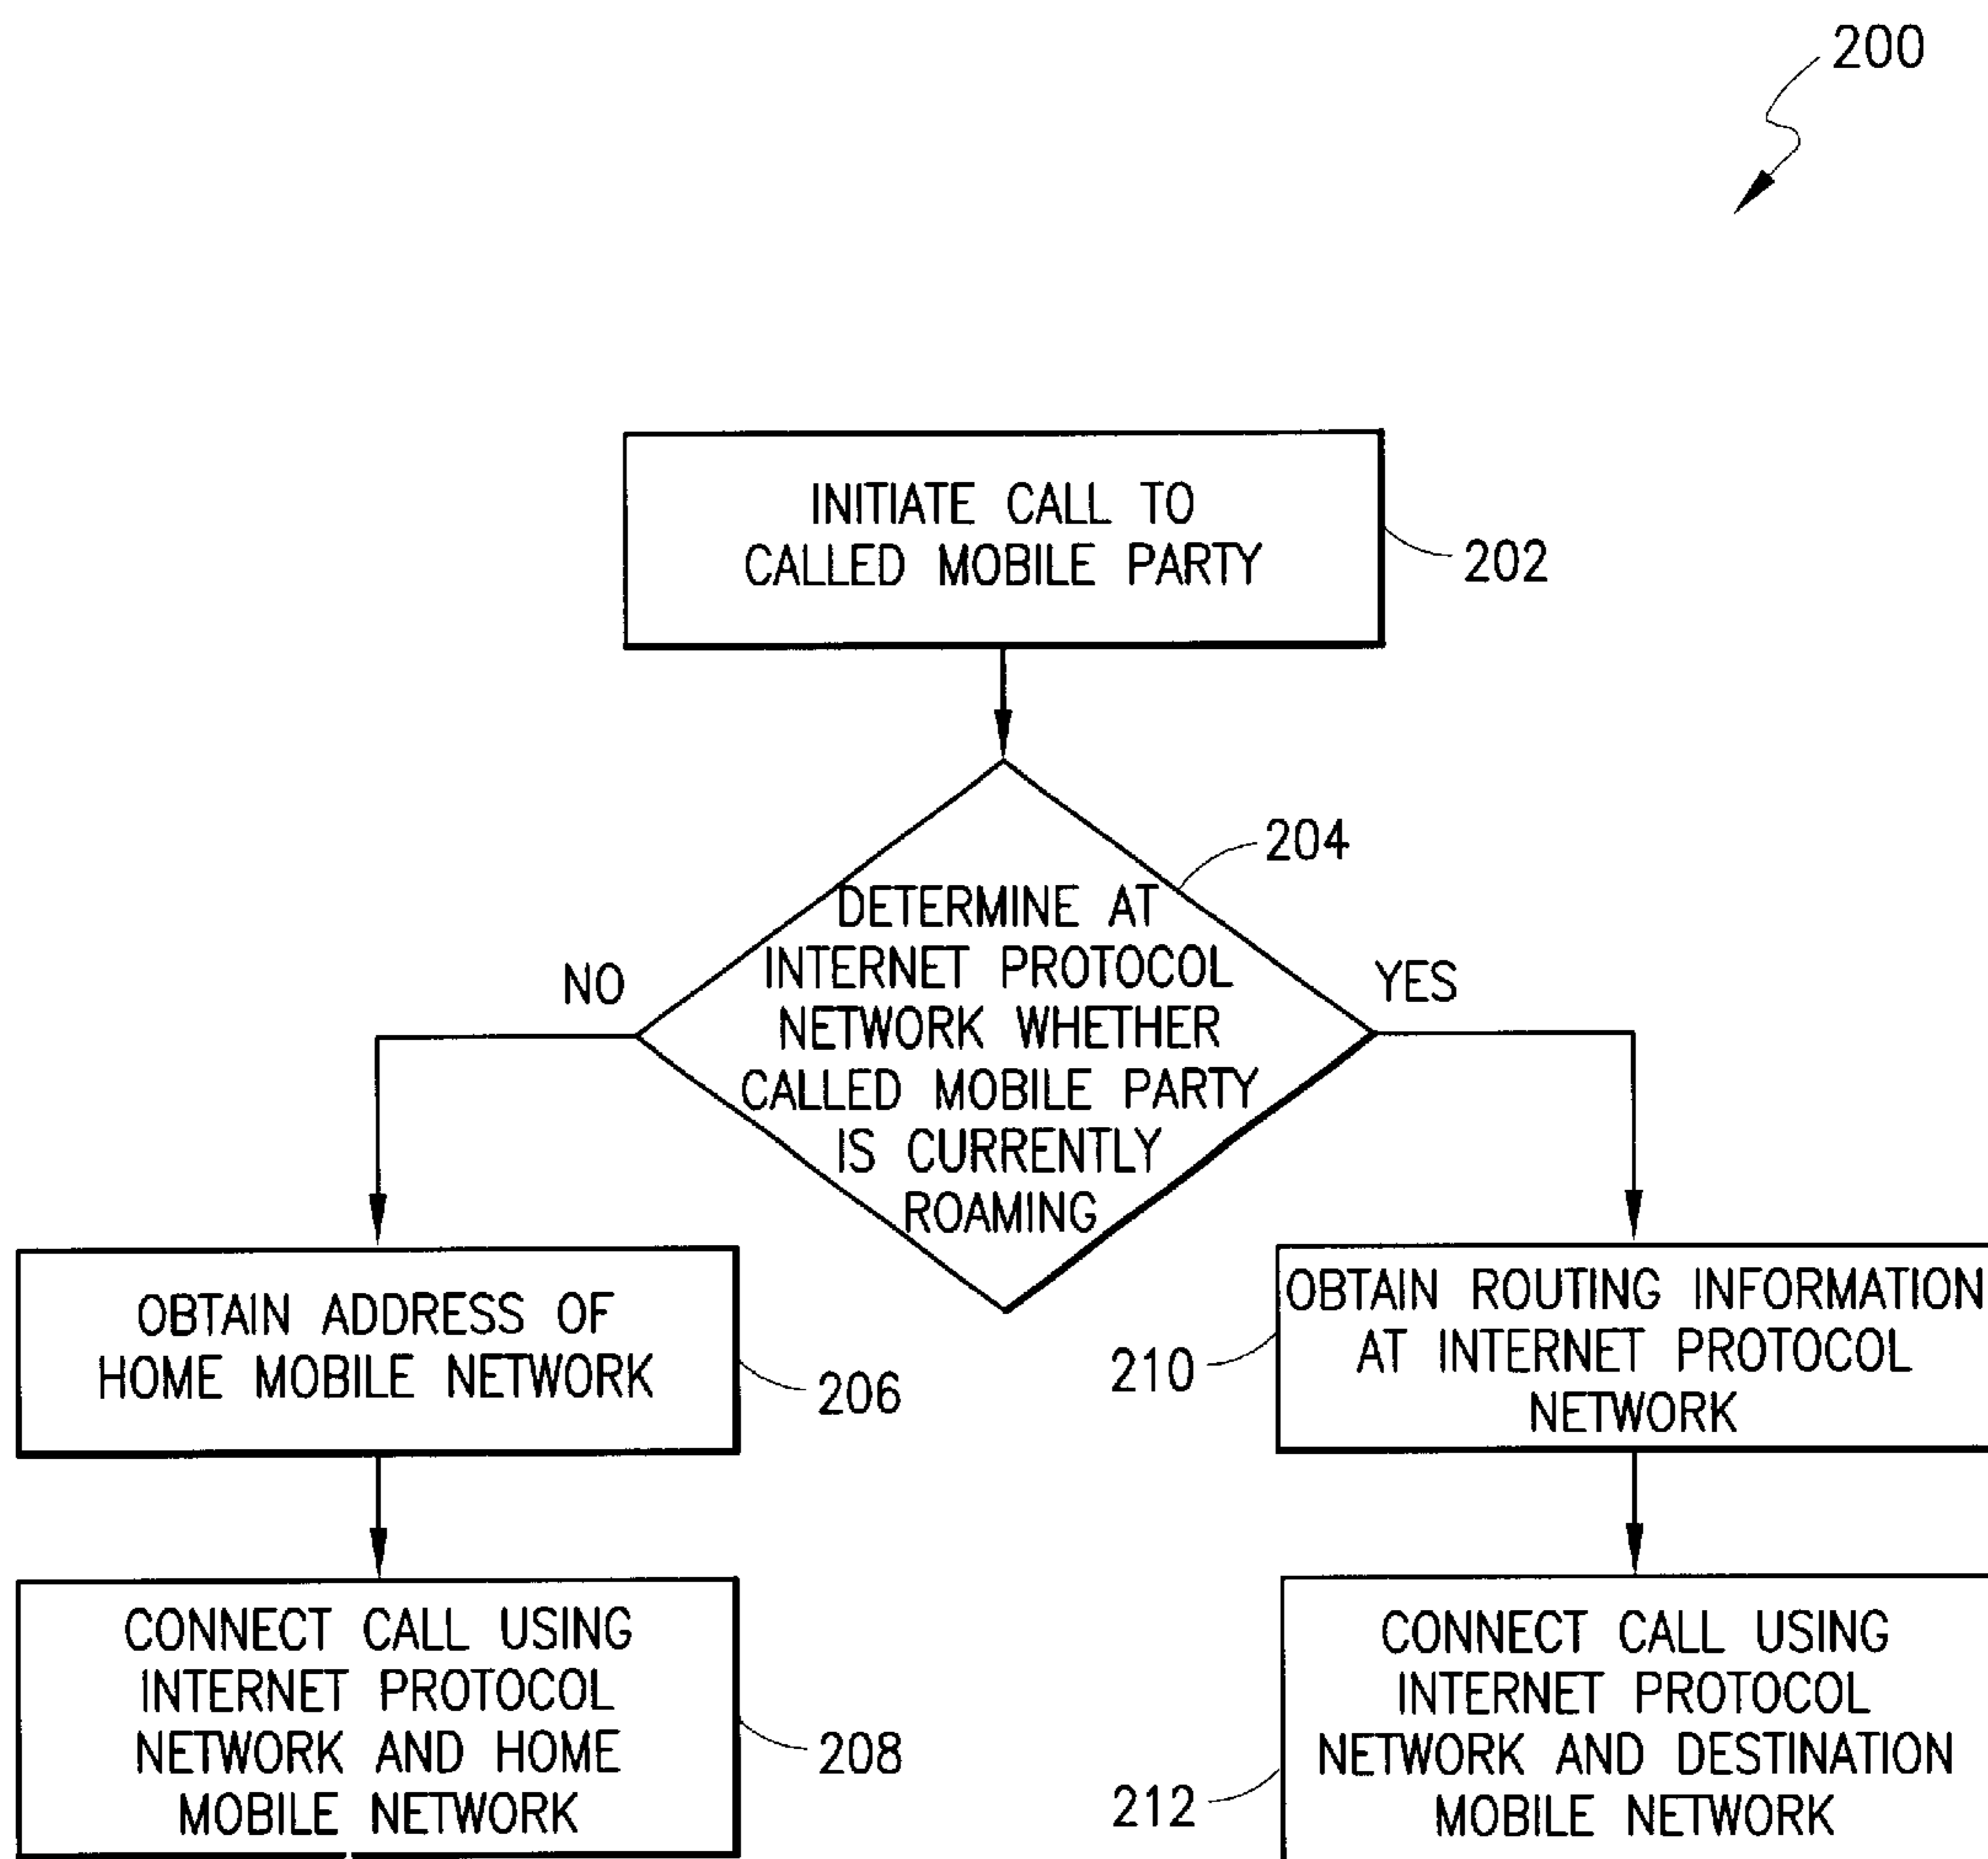 200
INITIATE CALL TO
CALLED MOBILE PARTY
202
204
DETERMINE AT
INTERNET PROTOCOL
NETWORK WHETHER
CALLED MOBILE PARTY
IS CURRENTLY
ROAMING
NO
YES
OBTAIN ADDRESS OF
HOME MOBILE NETWORK
206
OBTAIN ROUTING INFORMATION
AT INTERNET PROTOCOL
NETWORK
210
CONNECT CALL USING
INTERNET PROTOCOL
NETWORK AND HOME
MOBILE NETWORK
208
CONNECT CALL USING
INTERNET PROTOCOL
NETWORK AND DESTINATION
MOBILE NETWORK
212